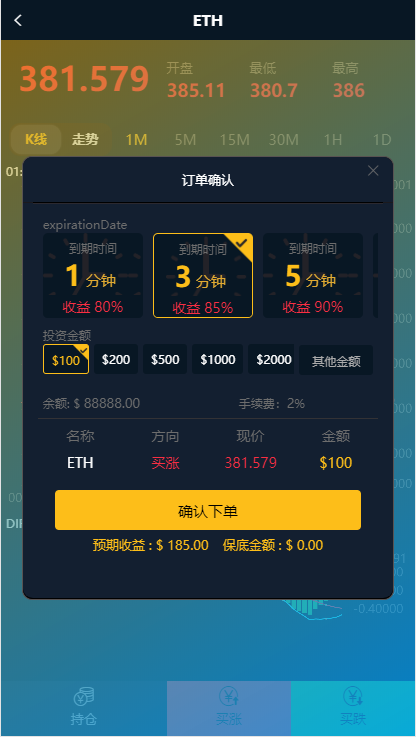 ETH
381.579 开盘 最低 最高
385.11 380.7 386
K线 走势 1M 5M 15M 30M 1H 1D
订单确认
expirationDate
到期时间 到期时间 到期时间
1 分钟 3 分钟 5 分钟
收益 80% 收益 85% 收益 90%
投资金额
$100 $200 $500 $1000 $2000 其他金额
余额: $ 88888.00 手续费：2%
名称 方向 现价 金额
ETH 买涨 381.579 $100
确认下单
预期收益 : $ 185.00 保底金额 : $ 0.00
-0.40000
持仓 买涨 买跌